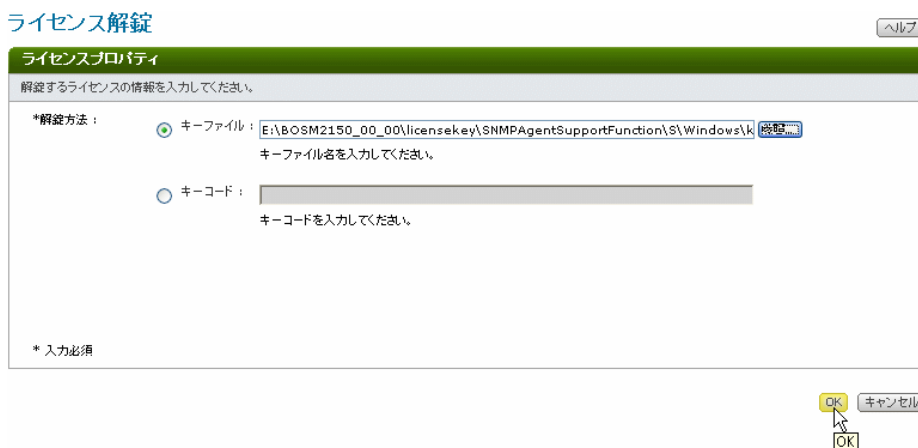 ライセンス解錠
ヘルプ
ライセンスプロパティ
解錠するライセンスの情報を入力してください。
*解錠方法：
キーファイル：
E:\BOSM2150_00_00\licensekey\SNMPAgentSupportFunction\S\Windows\k
参照...
キーファイル名を入力してください。
キーコード：
キーコードを入力してください。
* 入力必須
OK
キャンセル
OK